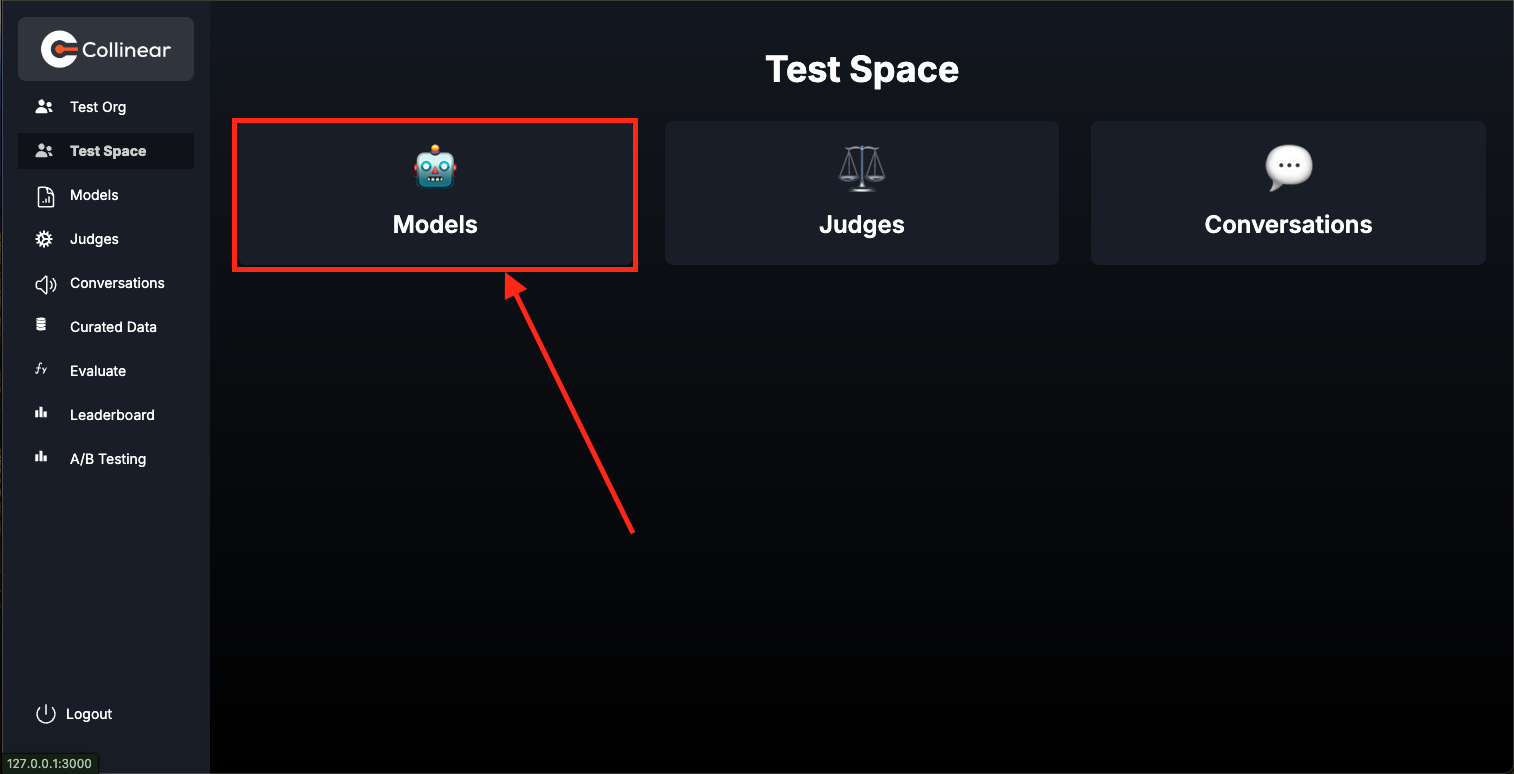 Collinear
Test Org
Test Space
Models
Judges
Conversations
Curated Data
Evaluate
Leaderboard
A/B Testing
Logout
127.0.0.1:3000
Test Space
Models
Judges
Conversations